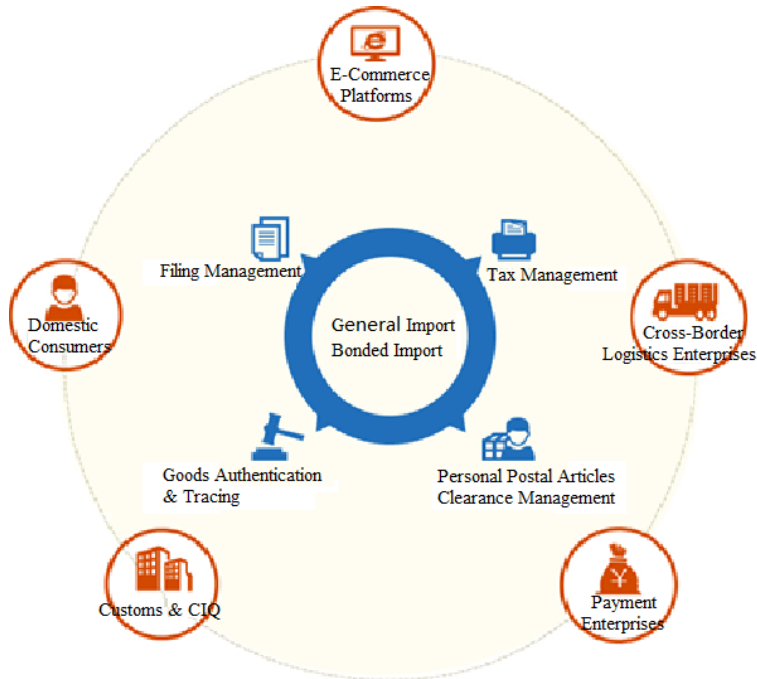 E-Commerce
Platforms
Filing Management
Tax Management
General Import
Bonded Import
Domestic
Consumers
Cross-Border
Logistics Enterprises
Goods Authentication
& Tracing
Personal Postal Articles
Clearance Management
Customs & CIQ
¥
Payment
Enterprises